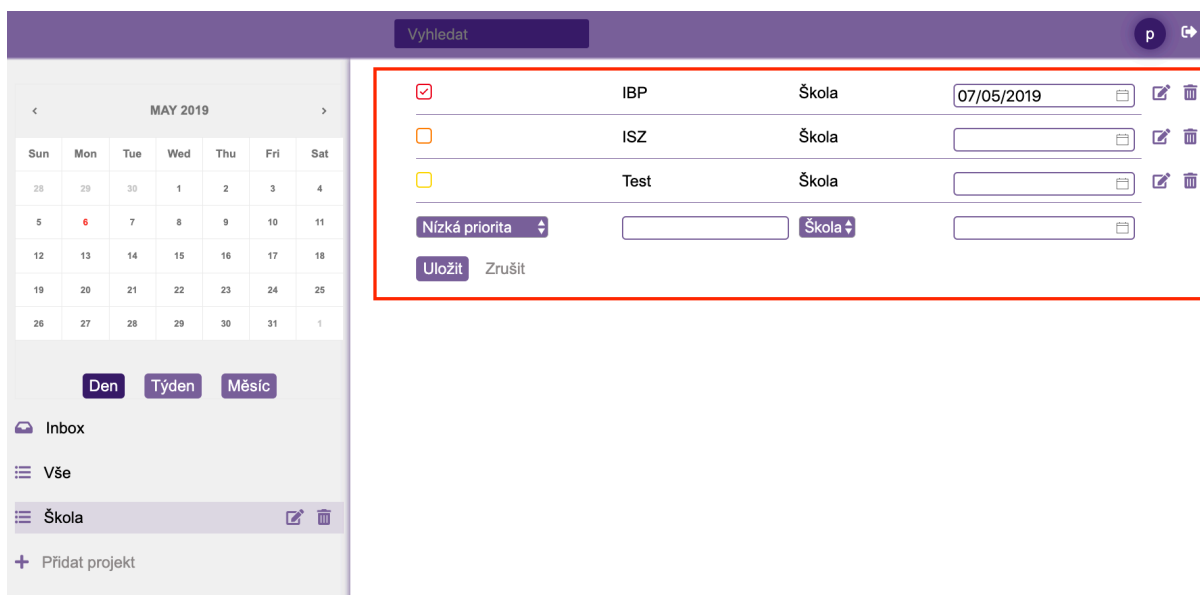 Vyhledat
p
‹ MAY 2019 ›
Sun Mon Tue Wed Thu Fri Sat
28 29 30 1 2 3 4
5 6 7 8 9 10 11
12 13 14 15 16 17 18
19 20 21 22 23 24 25
26 27 28 29 30 31 1
Den Týden Měsíc
Inbox
Vše
Škola
Přidat projekt
IBP Škola 07/05/2019
ISZ Škola
Test Škola
Nízká priorita Škola
Uložit Zrušit